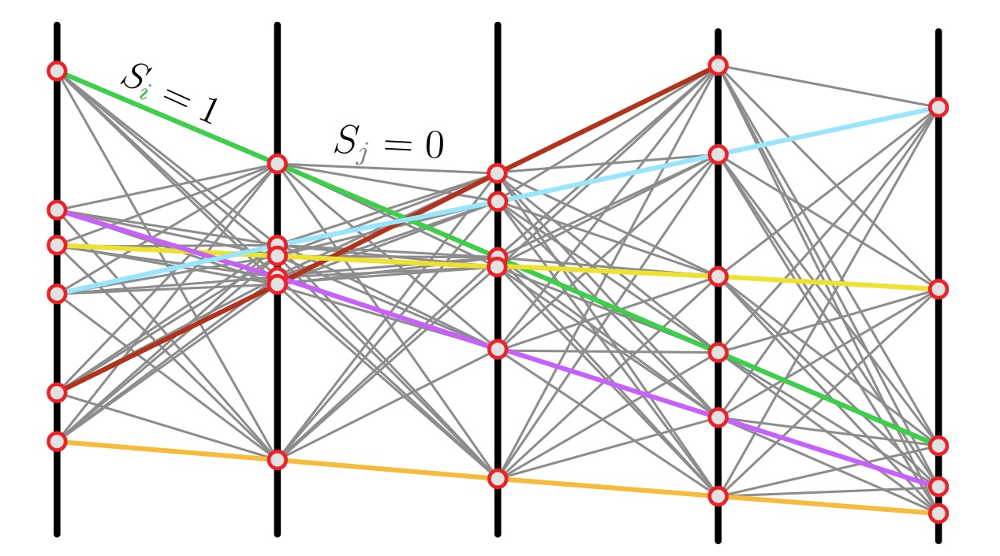 S_i = 1
S_j = 0